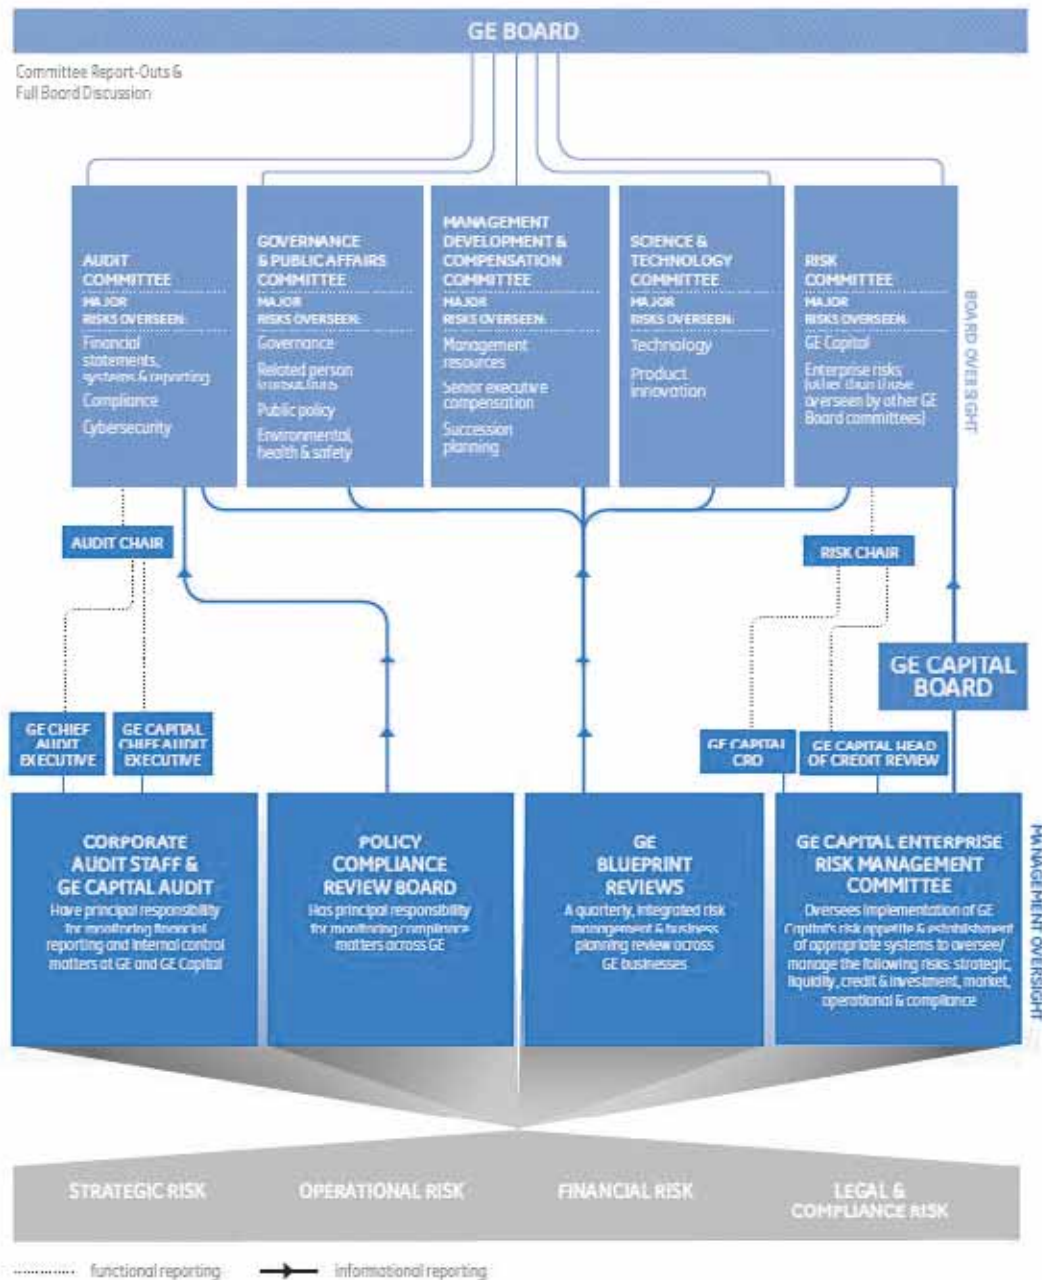 GE BOARD
Committee Report-Outs &
Full Board Discussion
AUDIT
COMMITTEE
MAJOR
RISKS OVERSEEN:
Financial
statements,
systems & reporting
Compliance
Cybersecurity
GOVERNANCE
& PUBLIC AFFAIRS
COMMITTEE
MAJOR
RISKS OVERSEEN:
Governance
Related person
transactions
Public policy
Environmental,
health & safety
MANAGEMENT
DEVELOPMENT &
COMPENSATION
COMMITTEE
MAJOR
RISKS OVERSEEN:
Management
resources
Senior executive
compensation
Succession
planning
SCIENCE &
TECHNOLOGY
COMMITTEE
MAJOR
RISKS OVERSEEN:
Technology
Product
innovation
RISK
COMMITTEE
MAJOR
RISKS OVERSEEN:
GE Capital
Enterprise risks
(other than those
overseen by other GE
Board committees)
BOARD OVERSIGHT
AUDIT CHAIR
RISK CHAIR
GE CAPITAL
BOARD
GE CHIEF
AUDIT
EXECUTIVE
GE CAPITAL
CHIEF AUDIT
EXECUTIVE
GE CAPITAL
CRO
GE CAPITAL HEAD
OF CREDIT REVIEW
CORPORATE
AUDIT STAFF &
GE CAPITAL AUDIT
Have principal responsibility
for monitoring financial
reporting and internal control
matters at GE and GE Capital
POLICY
COMPLIANCE
REVIEW BOARD
Has principal responsibility
for monitoring compliance
matters across GE
GE
BLUEPRINT
REVIEWS
A quarterly, integrated risk
management & business
planning review across
GE businesses
GE CAPITAL ENTERPRISE
RISK MANAGEMENT
COMMITTEE
Oversees implementation of GE
Capital's risk appetite & establishment
of appropriate systems to oversee/
manage the following risks: strategic,
liquidity, credit & investment, market,
operational & compliance
MANAGEMENT OVERSIGHT
STRATEGIC RISK
OPERATIONAL RISK
FINANCIAL RISK
LEGAL &
COMPLIANCE RISK
functional reporting
informational reporting